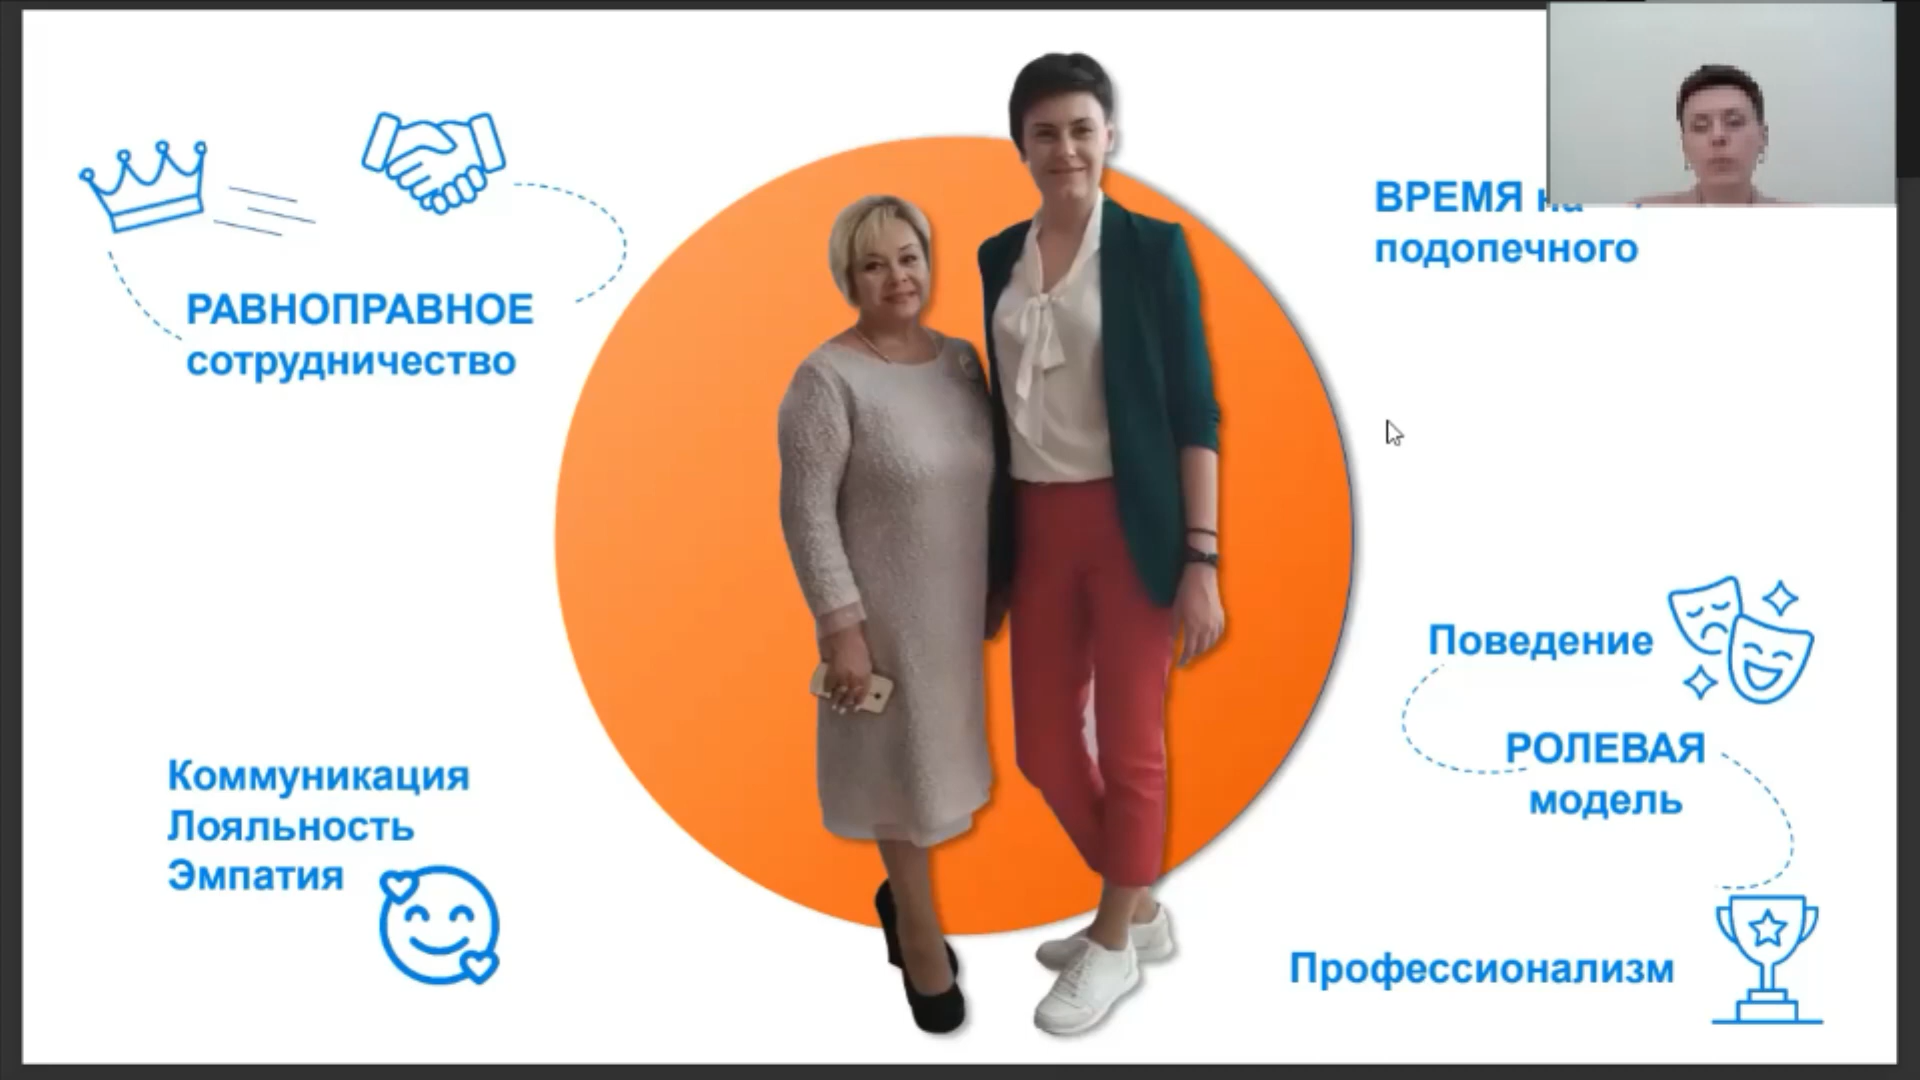 РАВНОПРАВНОЕ
сотрудничество
ВРЕМЯ на
подопечного
Коммуникация
Лояльность
Эмпатия
Поведение
РОЛЕВАЯ
модель
Профессионализм